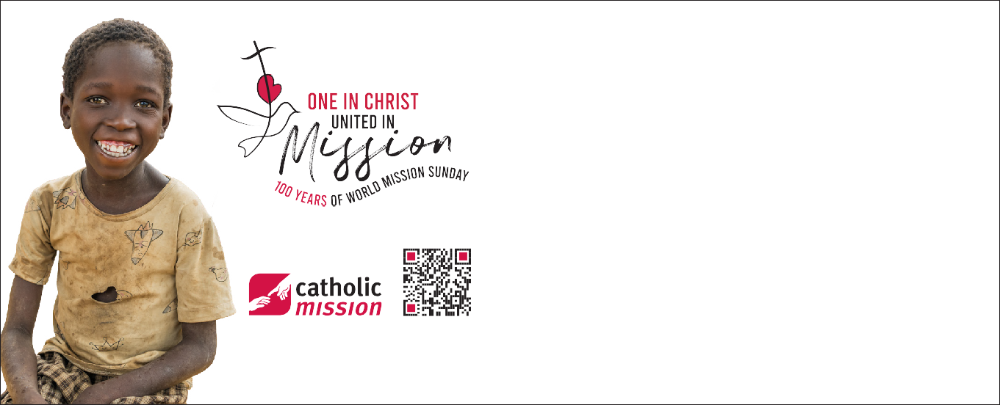 ONE IN CHRIST
UNITED IN
Mission
100 YEARS OF WORLD MISSION SUNDAY
catholic
mission